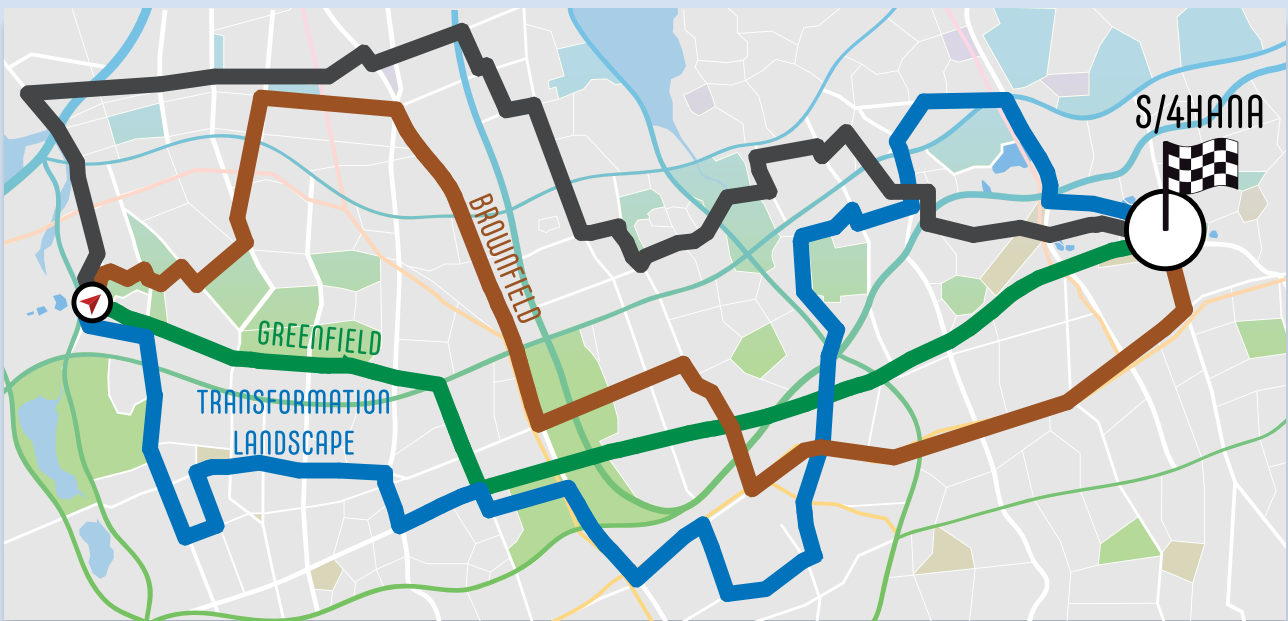 S/4HANA
BROWNFIELD
GREENFIELD
TRANSFORMATION
LANDSCAPE